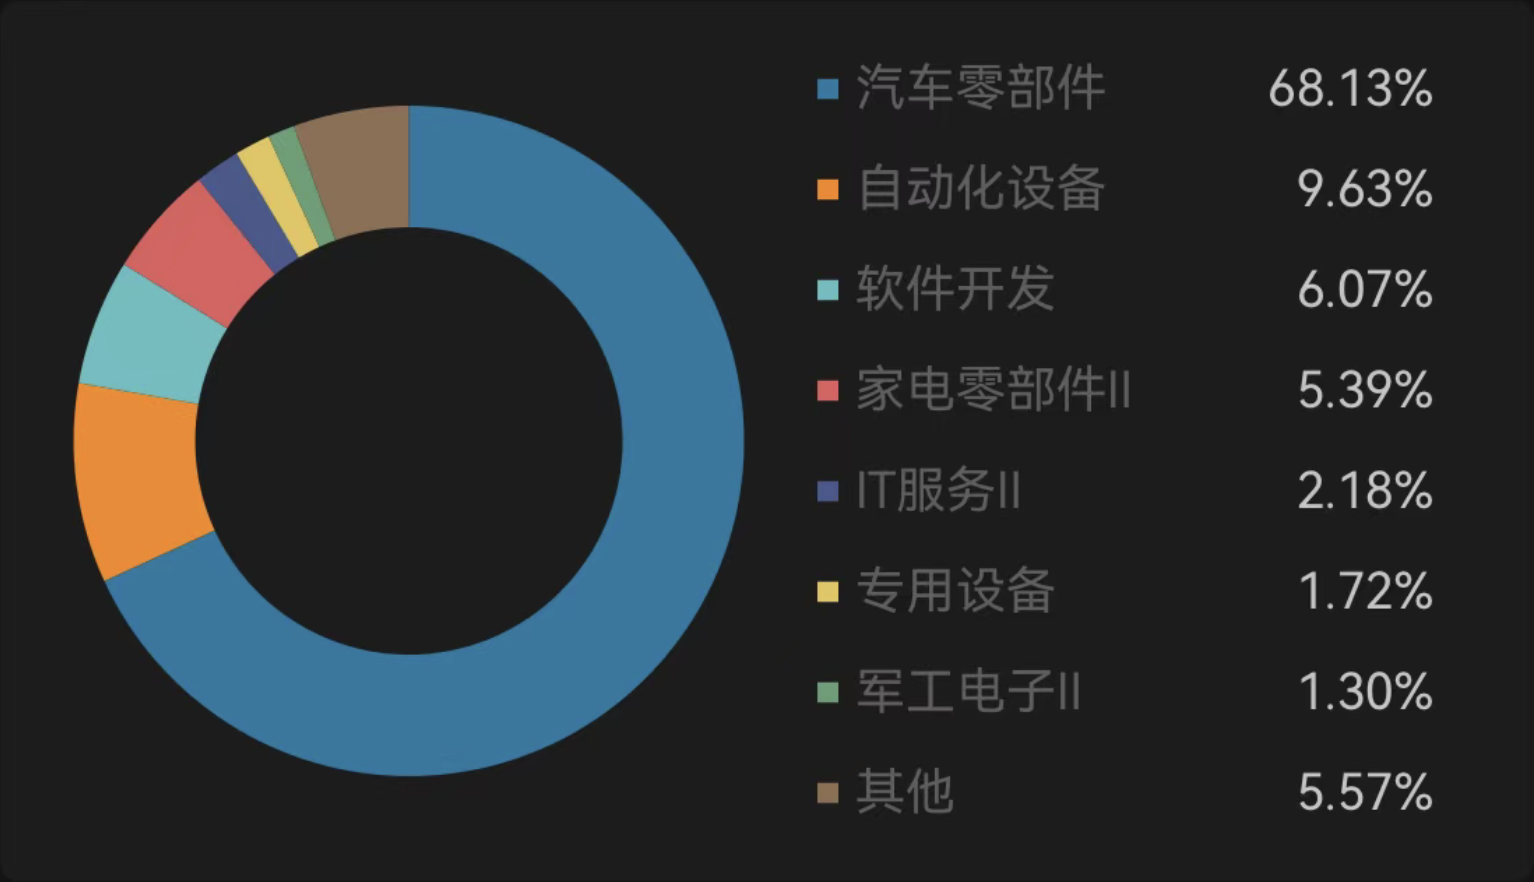 汽车零部件 68.13%
自动化设备 9.63%
软件开发 6.07%
家电零部件II 5.39%
IT服务II 2.18%
专用设备 1.72%
军工电子II 1.30%
其他 5.57%